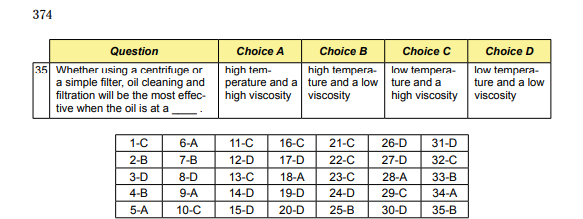 374
Question Choice A Choice B Choice C Choice D
35 Whether using a centrifuge or high tem- high tempera- low tempera- low tempera-
a simple filter, oil cleaning and perature and a ture and a low ture and a ture and a low
filtration will be the most effec- high viscosity viscosity high viscosity viscosity
tive when the oil is at a ____ .
1-C 6-A 11-C 16-C 21-C 26-D 31-D
2-B 7-B 12-D 17-D 22-C 27-D 32-C
3-D 8-D 13-C 18-A 23-C 28-A 33-B
4-B 9-A 14-D 19-D 24-D 29-C 34-A
5-A 10-C 15-D 20-D 25-B 30-D 35-B